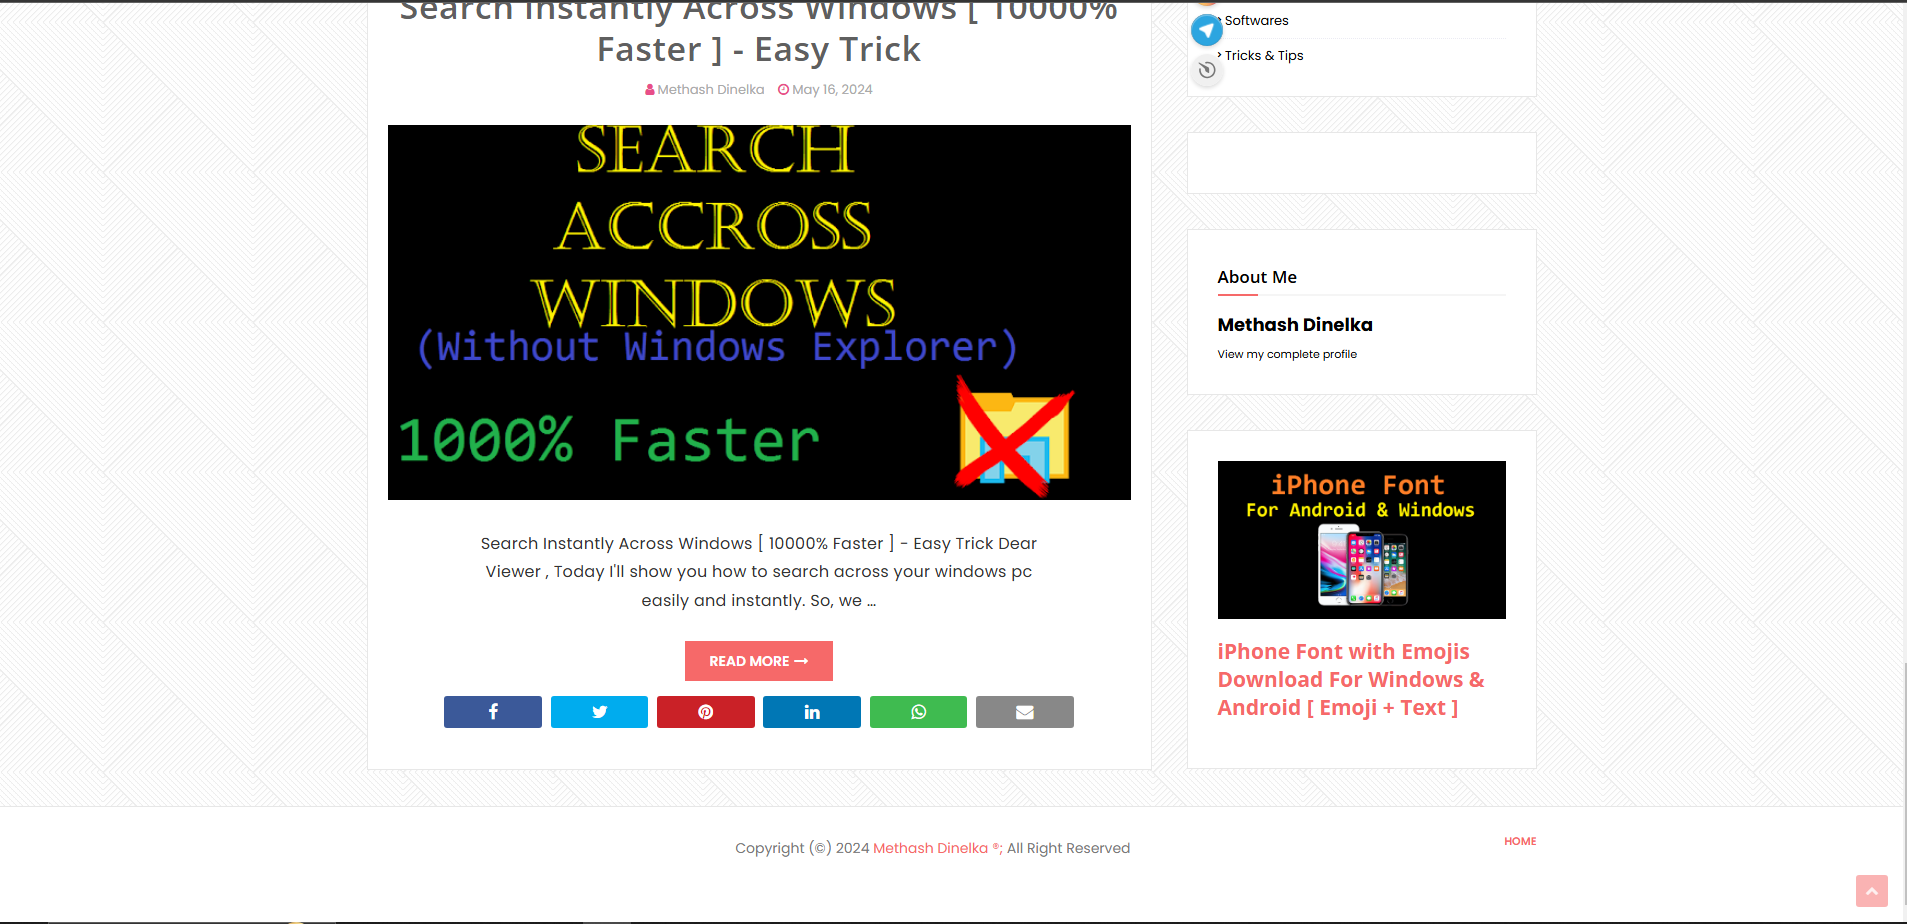 Search Instantly Across Windows [ 10000%
Faster ] - Easy Trick
Methash Dinelka May 16, 2024
SEARCH
ACCROSS
WINDOWS
(Without Windows Explorer)
1000% Faster
Search Instantly Across Windows [ 10000% Faster ] - Easy Trick Dear
Viewer , Today I'll show you how to search across your windows pc
easily and instantly. So, we ...
READ MORE
Softwares
Tricks & Tips
About Me
Methash Dinelka
View my complete profile
iPhone Font
For Android & Windows
iPhone Font with Emojis
Download For Windows &
Android [ Emoji + Text ]
Copyright (©) 2024 Methash Dinelka ®; All Right Reserved
HOME